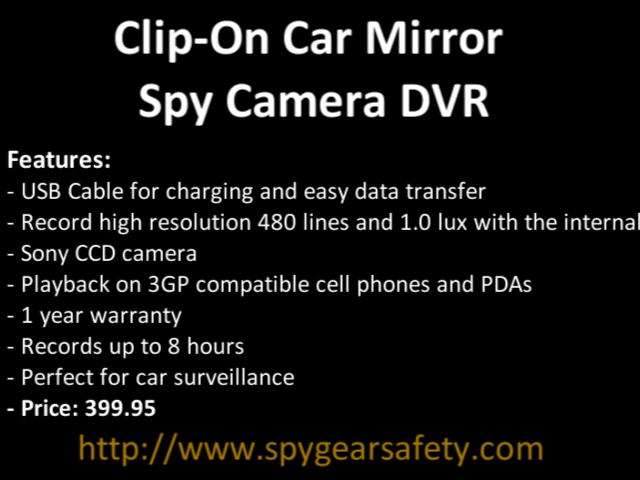 Clip-On Car Mirror
Spy Camera DVR
Features:
- USB Cable for charging and easy data transfer
- Record high resolution 480 lines and 1.0 lux with the internal
- Sony CCD camera
- Playback on 3GP compatible cell phones and PDAs
- 1 year warranty
- Records up to 8 hours
- Perfect for car surveillance
- Price: 399.95
http://www.spygearsafety.com